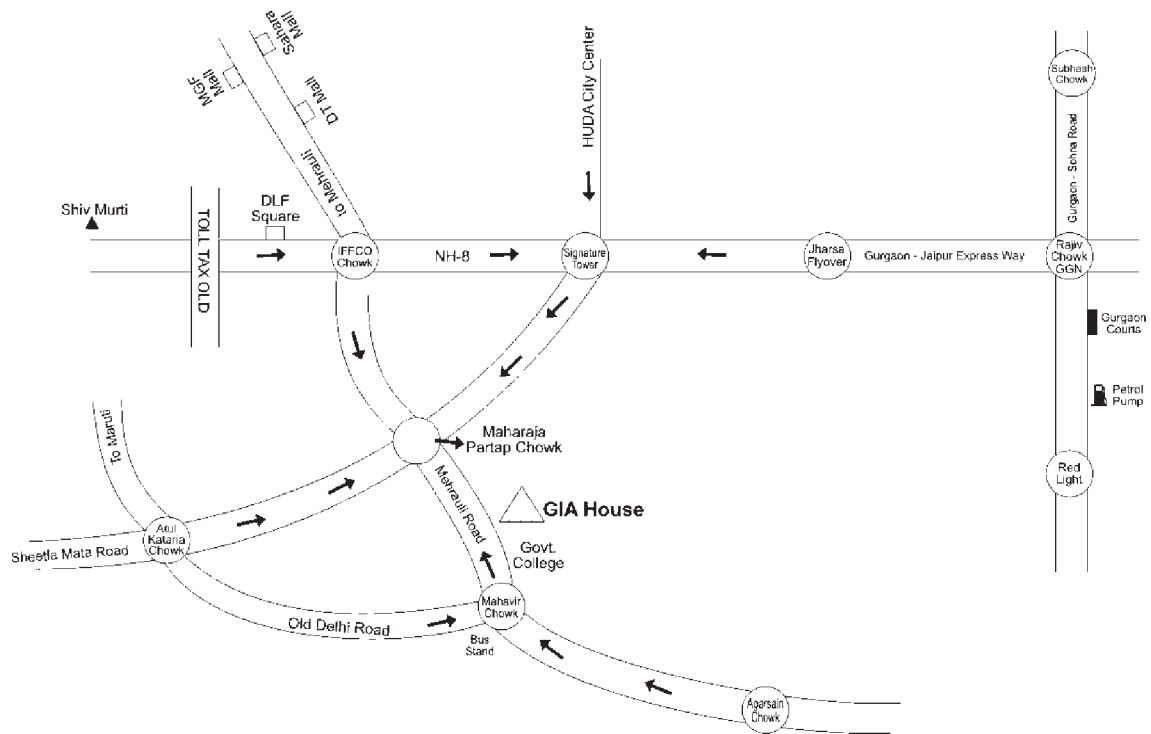 Sahara
Mall
MGF
Mall
DT Mall
to Mehrauli
HUDA City Center
Subhash
Chowk
Gurgaon - Sohna Road
Shiv Murti
TOLL TAX OLD
DLF
Square
IFFCO
Chowk
NH-8
Signature
Tower
Jharsa
Flyover
Gurgaon - Jaipur Express Way
Rajiv
Chowk
GGN
Gurgaon
Courts
Petrol
Pump
Red
Light
To Maruti
Maharaja
Partap Chowk
Mehrauli Road
GIA House
Govt.
College
Atul
Kataria
Chowk
Sheetla Mata Road
Old Delhi Road
Mahavir
Chowk
Bus
Stand
Agarsain
Chowk